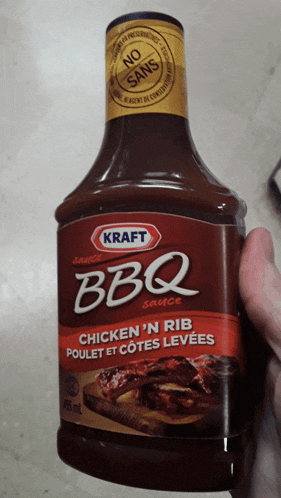 NO
SANS
KRAFT
sauce
BBQ
sauce
CHICKEN 'N RIB
POULET ET CÔTES LEVÉES